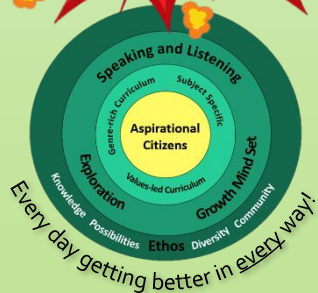 Speaking and Listening
Genre-rich Curriculum
Subject Specific
Aspirational
Citizens
Values-led Curriculum
Exploration
Growth Mind Set
Knowledge Possibilities Ethos Diversity Community
Every day getting better in every way!